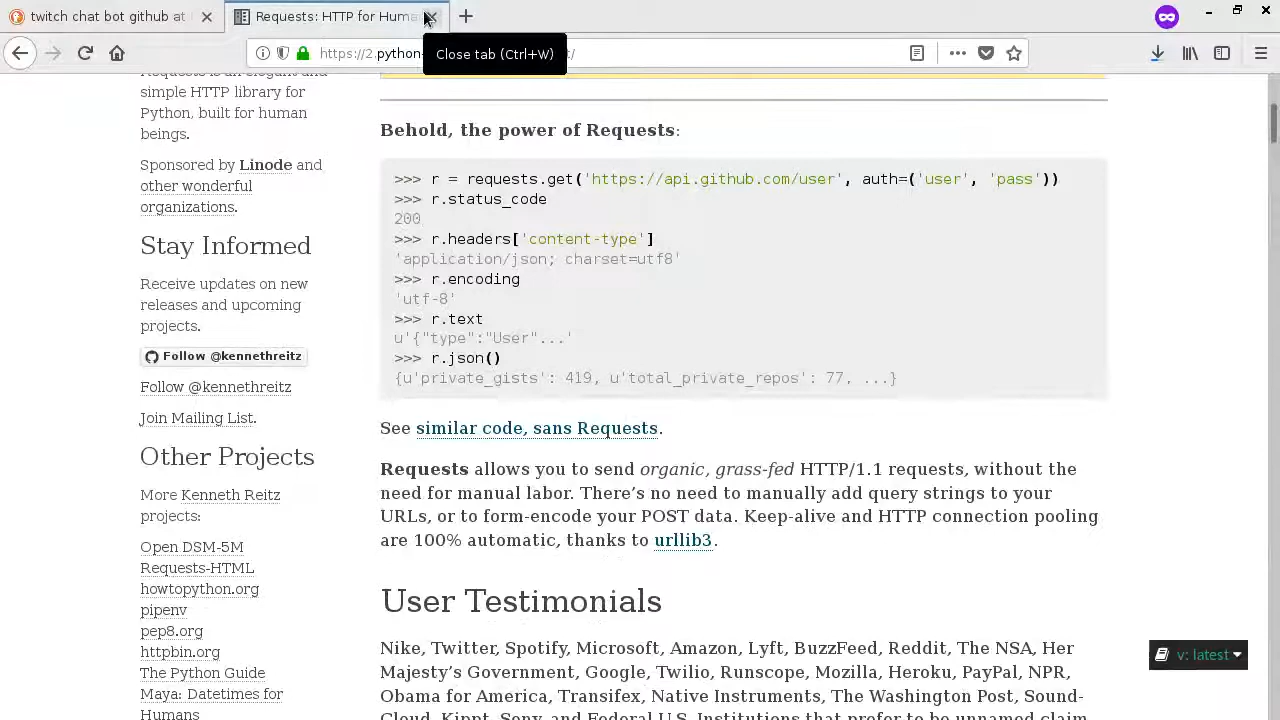 twitch chat bot github at
Requests: HTTP for Huma
https://2.python-
t/
Close tab (Ctrl+W)
simple HTTP library for
Python, built for human
beings.
Sponsored by Linode and
other wonderful
organizations.
Stay Informed
Receive updates on new
releases and upcoming
projects.
Follow @kennethreitz
Follow @kennethreitz
Join Mailing List.
Other Projects
More Kenneth Reitz
projects:
Open DSM-5M
Requests-HTML
howtopython.org
pipenv
pep8.org
httpbin.org
The Python Guide
Maya: Datetimes for
Humans
Behold, the power of Requests:
>>> r = requests.get('https://api.github.com/user', auth=('user', 'pass'))
>>> r.status_code
200
>>> r.headers['content-type']
'application/json; charset=utf8'
>>> r.encoding
'utf-8'
>>> r.text
u'{"type":"User"...'
>>> r.json()
{u'private_gists': 419, u'total_private_repos': 77, ...}
See similar code, sans Requests.
Requests allows you to send organic, grass-fed HTTP/1.1 requests, without the
need for manual labor. There’s no need to manually add query strings to your
URLs, or to form-encode your POST data. Keep-alive and HTTP connection pooling
are 100% automatic, thanks to urllib3.
User Testimonials
Nike, Twitter, Spotify, Microsoft, Amazon, Lyft, BuzzFeed, Reddit, The NSA, Her
Majesty’s Government, Google, Twilio, Runscope, Mozilla, Heroku, PayPal, NPR,
Obama for America, Transifex, Native Instruments, The Washington Post, Sound-
Cloud, Kippt, Sony, and Federal U.S. Institutions that prefer to be unnamed claim
v: latest